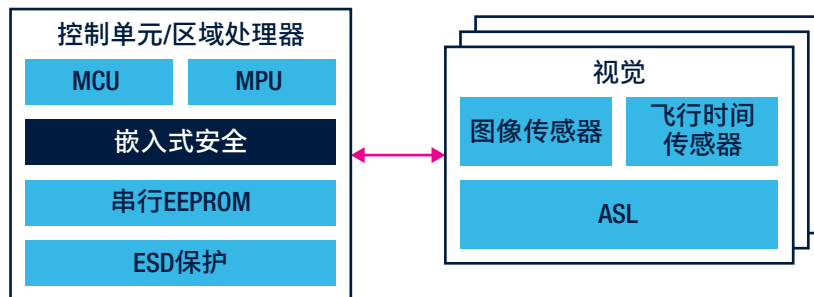 控制单元/区域处理器
MCU
MPU
嵌入式安全
串行EEPROM
ESD保护
视觉
图像传感器
飞行时间
传感器
ASL